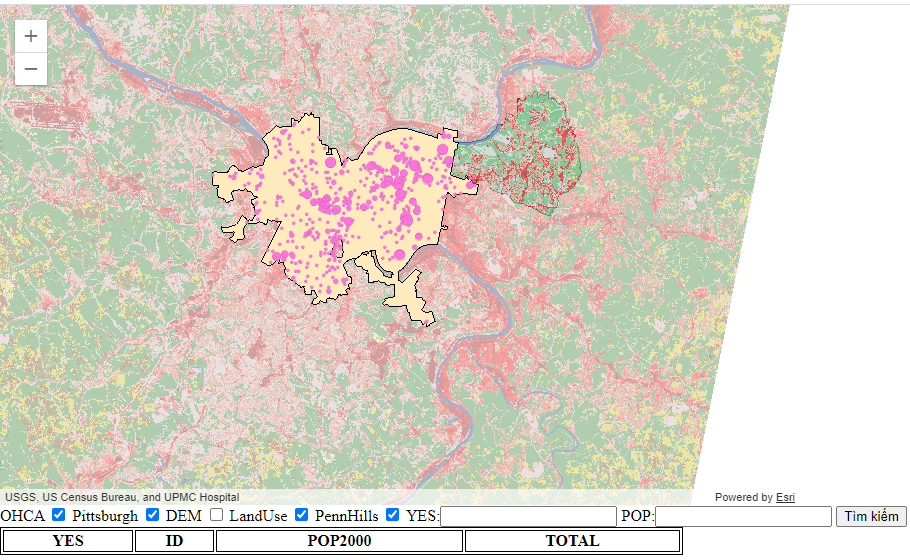 +
−
USGS, US Census Bureau, and UPMC Hospital Powered by Esri
OHCA Pittsburgh DEM LandUse PennHills YES: POP: Tìm kiếm
YES ID POP2000 TOTAL